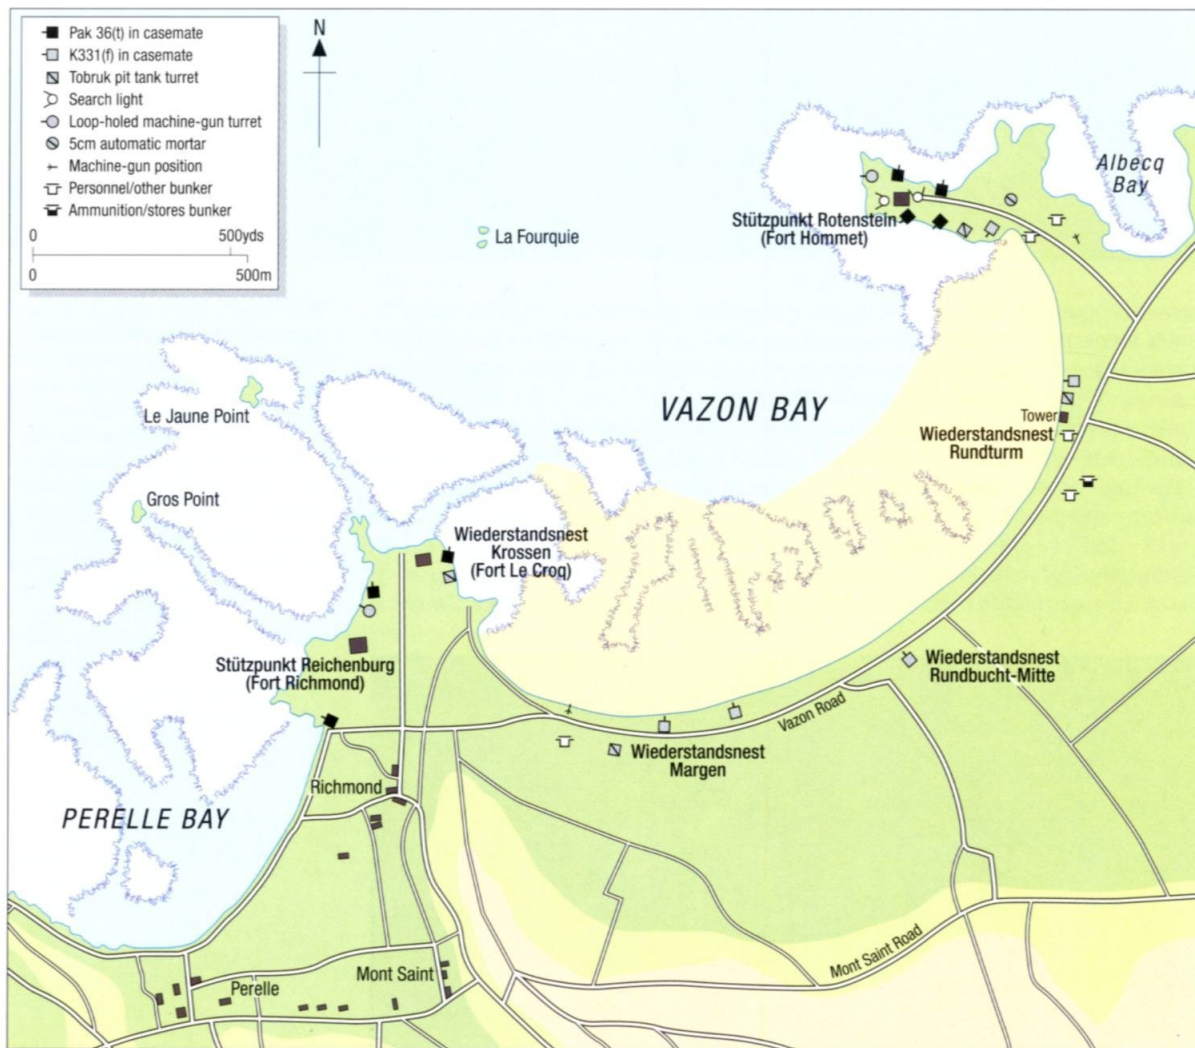 Pak 36(t) in casemate
K331(f) in casemate
Tobruk pit tank turret
Search light
Loop-holed machine-gun turret
5cm automatic mortar
Machine-gun position
Personnel/other bunker
Ammunition/stores bunker
0 500yds
0 500m
N
Albecq
Bay
Stützpunkt Rotenstein
(Fort Hommet)
La Fourquie
VAZON BAY
Le Jaune Point
Tower
Wiederstandsnest
Rundturm
Gros Point
Wiederstandsnest
Krossen
(Fort Le Croq)
Stützpunkt Reichenburg
(Fort Richmond)
Wiederstandsnest
Rundbucht-Mitte
Vazon Road
Wiederstandsnest
Margen
Richmond
PERELLE BAY
Mont Saint Road
Mont Saint
Perelle